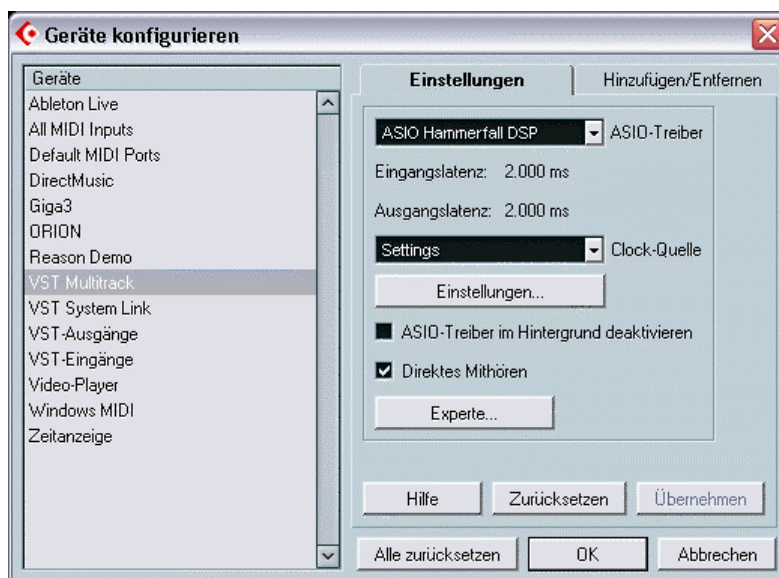 Geräte konfigurieren
Geräte
Ableton Live
All MIDI Inputs
Default MIDI Ports
DirectMusic
Giga3
ORION
Reason Demo
VST Multitrack
VST System Link
VST-Ausgänge
VST-Eingänge
Video-Player
Windows MIDI
Zeitanzeige
Einstellungen
Hinzufügen/Entfernen
ASIO Hammerfall DSP ASIO-Treiber
Eingangslatenz: 2.000 ms
Ausgangslatenz: 2.000 ms
Settings Clock-Quelle
Einstellungen...
ASIO-Treiber im Hintergrund deaktivieren
Direktes Mithören
Experte...
Hilfe Zurücksetzen Übernehmen
Alle zurücksetzen OK Abbrechen